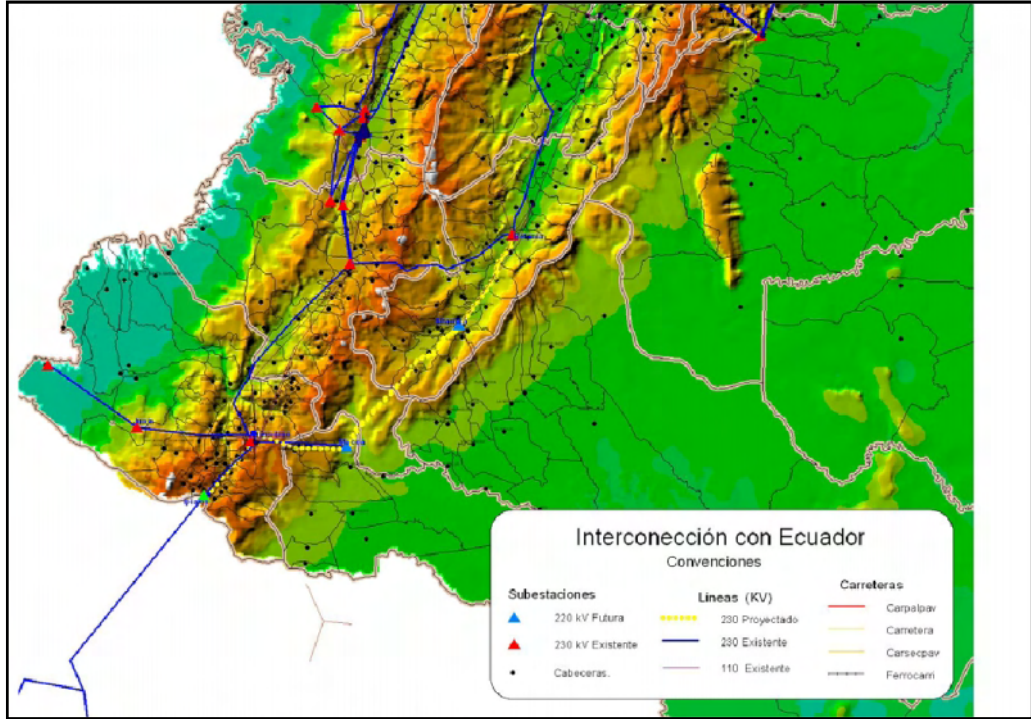 Interconección con Ecuador
Convenciones
Subestaciones
220 kV Futura
230 kV Existente
Cabeceras.
Líneas (KV)
230 Proyectado
230 Existente
110 Existente
Carreteras
Carpalpav
Carretera
Carsecpav
Ferrocarri